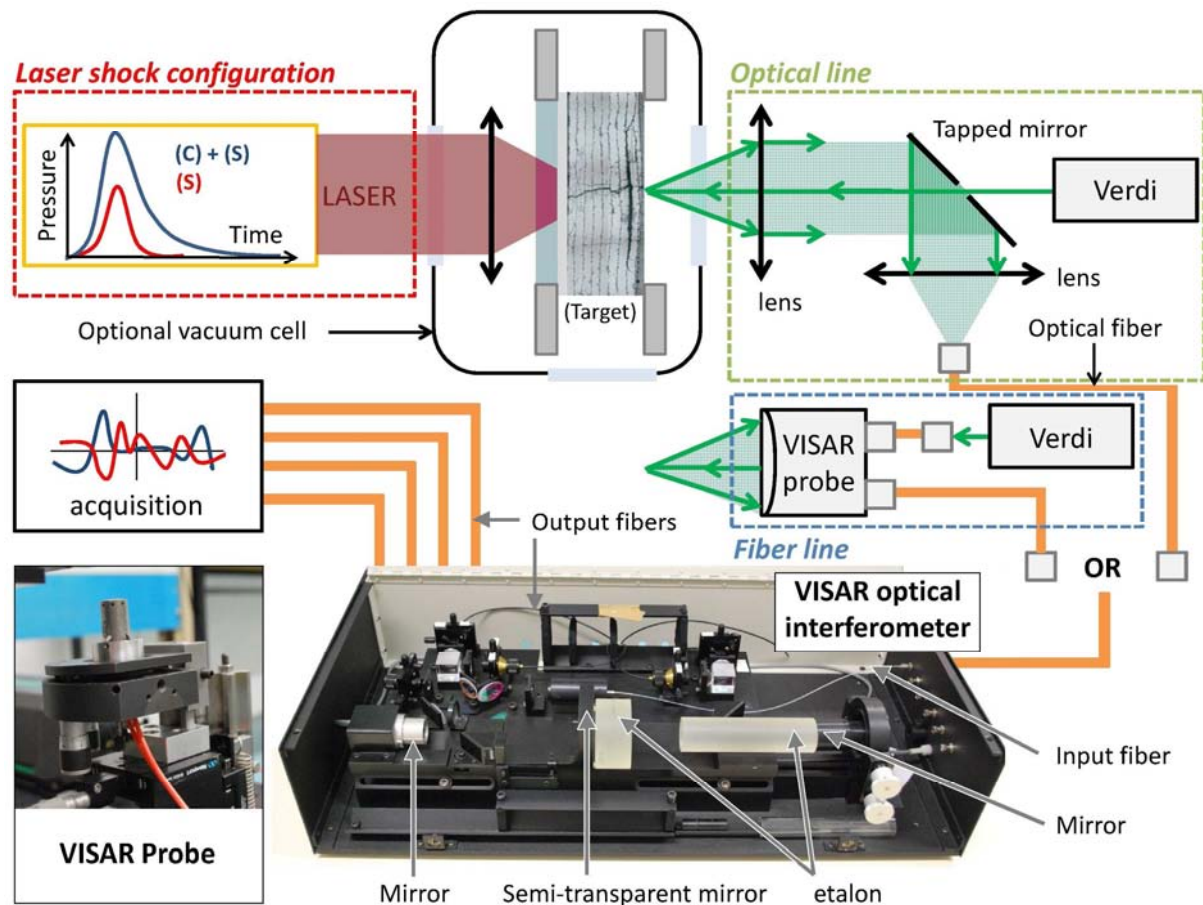 Laser shock configuration
Pressure
(C) + (S)
(S)
Time
LASER
(Target)
Optional vacuum cell
Optical line
Tapped mirror
Verdi
lens
lens
Optical fiber
acquisition
Output fibers
VISAR
probe
Verdi
Fiber line
OR
VISAR optical
interferometer
Input fiber
Mirror
VISAR Probe
Mirror
Semi-transparent mirror
etalon